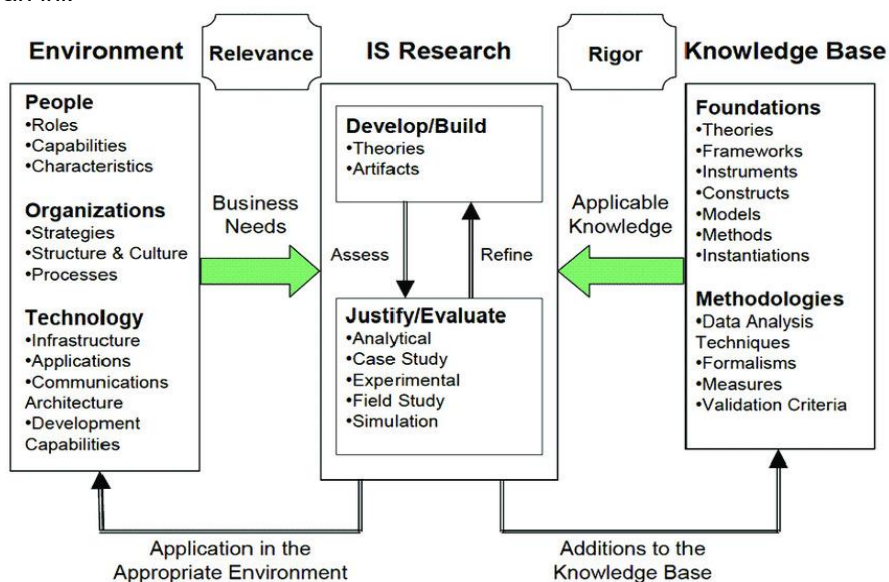 Environment
Relevance
IS Research
Rigor
Knowledge Base
People
•Roles
•Capabilities
•Characteristics
Organizations
•Strategies
•Structure & Culture
•Processes
Technology
•Infrastructure
•Applications
•Communications
Architecture
•Development
Capabilities
Business
Needs
Develop/Build
•Theories
•Artifacts
Assess
Refine
Justify/Evaluate
•Analytical
•Case Study
•Experimental
•Field Study
•Simulation
Applicable
Knowledge
Foundations
•Theories
•Frameworks
•Instruments
•Constructs
•Models
•Methods
•Instantiations
Methodologies
•Data Analysis
Techniques
•Formalisms
•Measures
•Validation Criteria
Application in the
Appropriate Environment
Additions to the
Knowledge Base